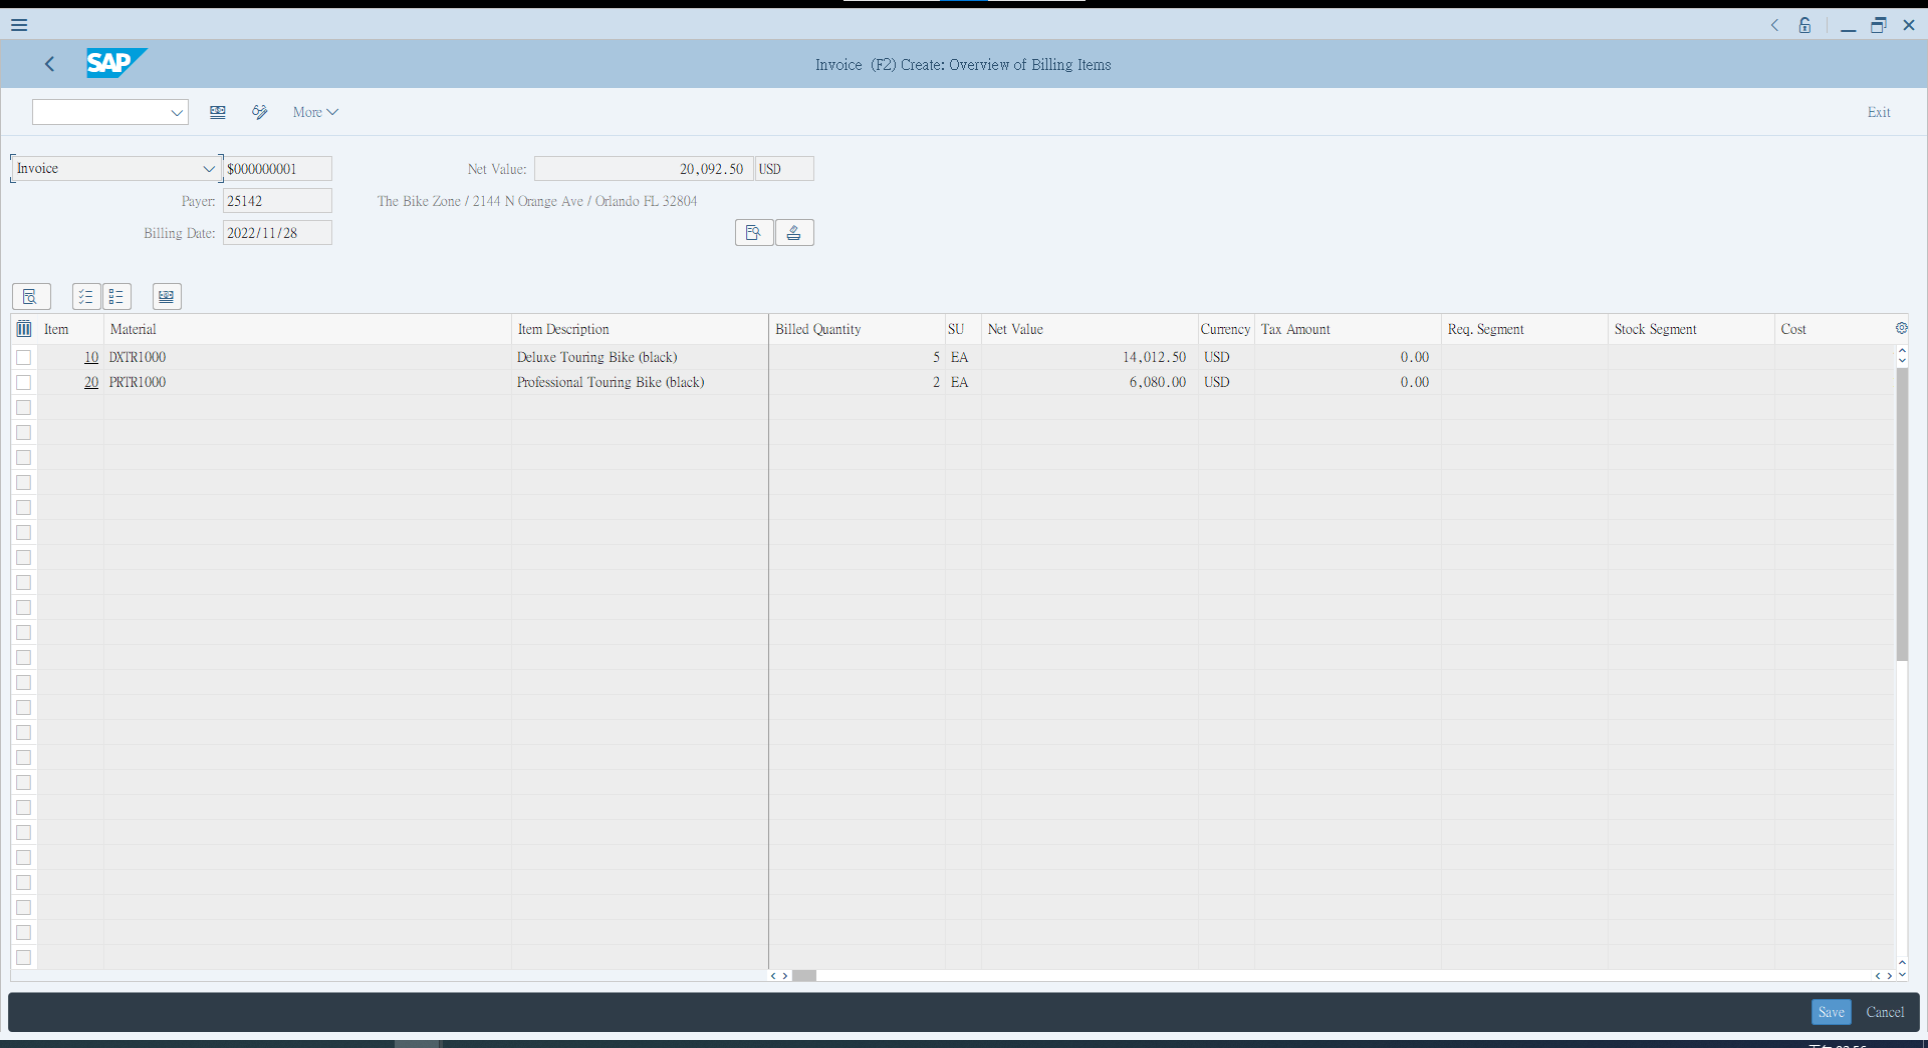 SAP
Invoice (F2) Create: Overview of Billing Items
More
Exit
Invoice $000000001 Net Value: 20,092.50 USD
Payer: 25142 The Bike Zone / 2144 N Orange Ave / Orlando FL 32804
Billing Date: 2022/11/28
Item Material Item Description Billed Quantity SU Net Value Currency Tax Amount Req. Segment Stock Segment Cost
10 DXTR1000 Deluxe Touring Bike (black) 5 EA 14,012.50 USD 0.00
20 PRTR1000 Professional Touring Bike (black) 2 EA 6,080.00 USD 0.00
Save Cancel